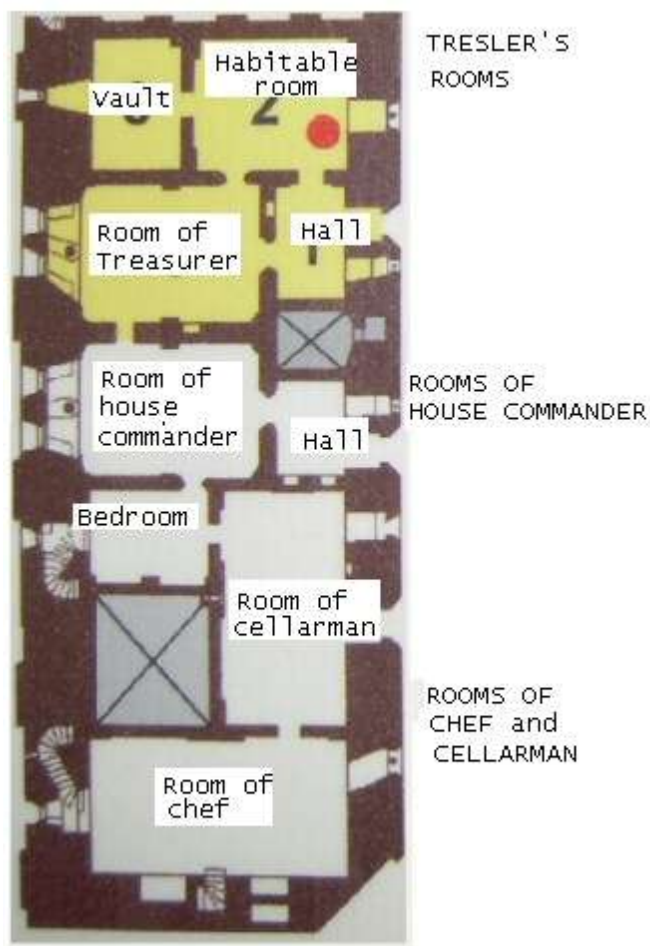 TRESLER'S
ROOMS
Habitable
room
2
Vault
Room of
Treasurer
Hall
Room of
house
commander
Hall
ROOMS OF
HOUSE COMMANDER
Bedroom
Room of
cellarman
ROOMS OF
CHEF and
CELLARMAN
Room of
chef